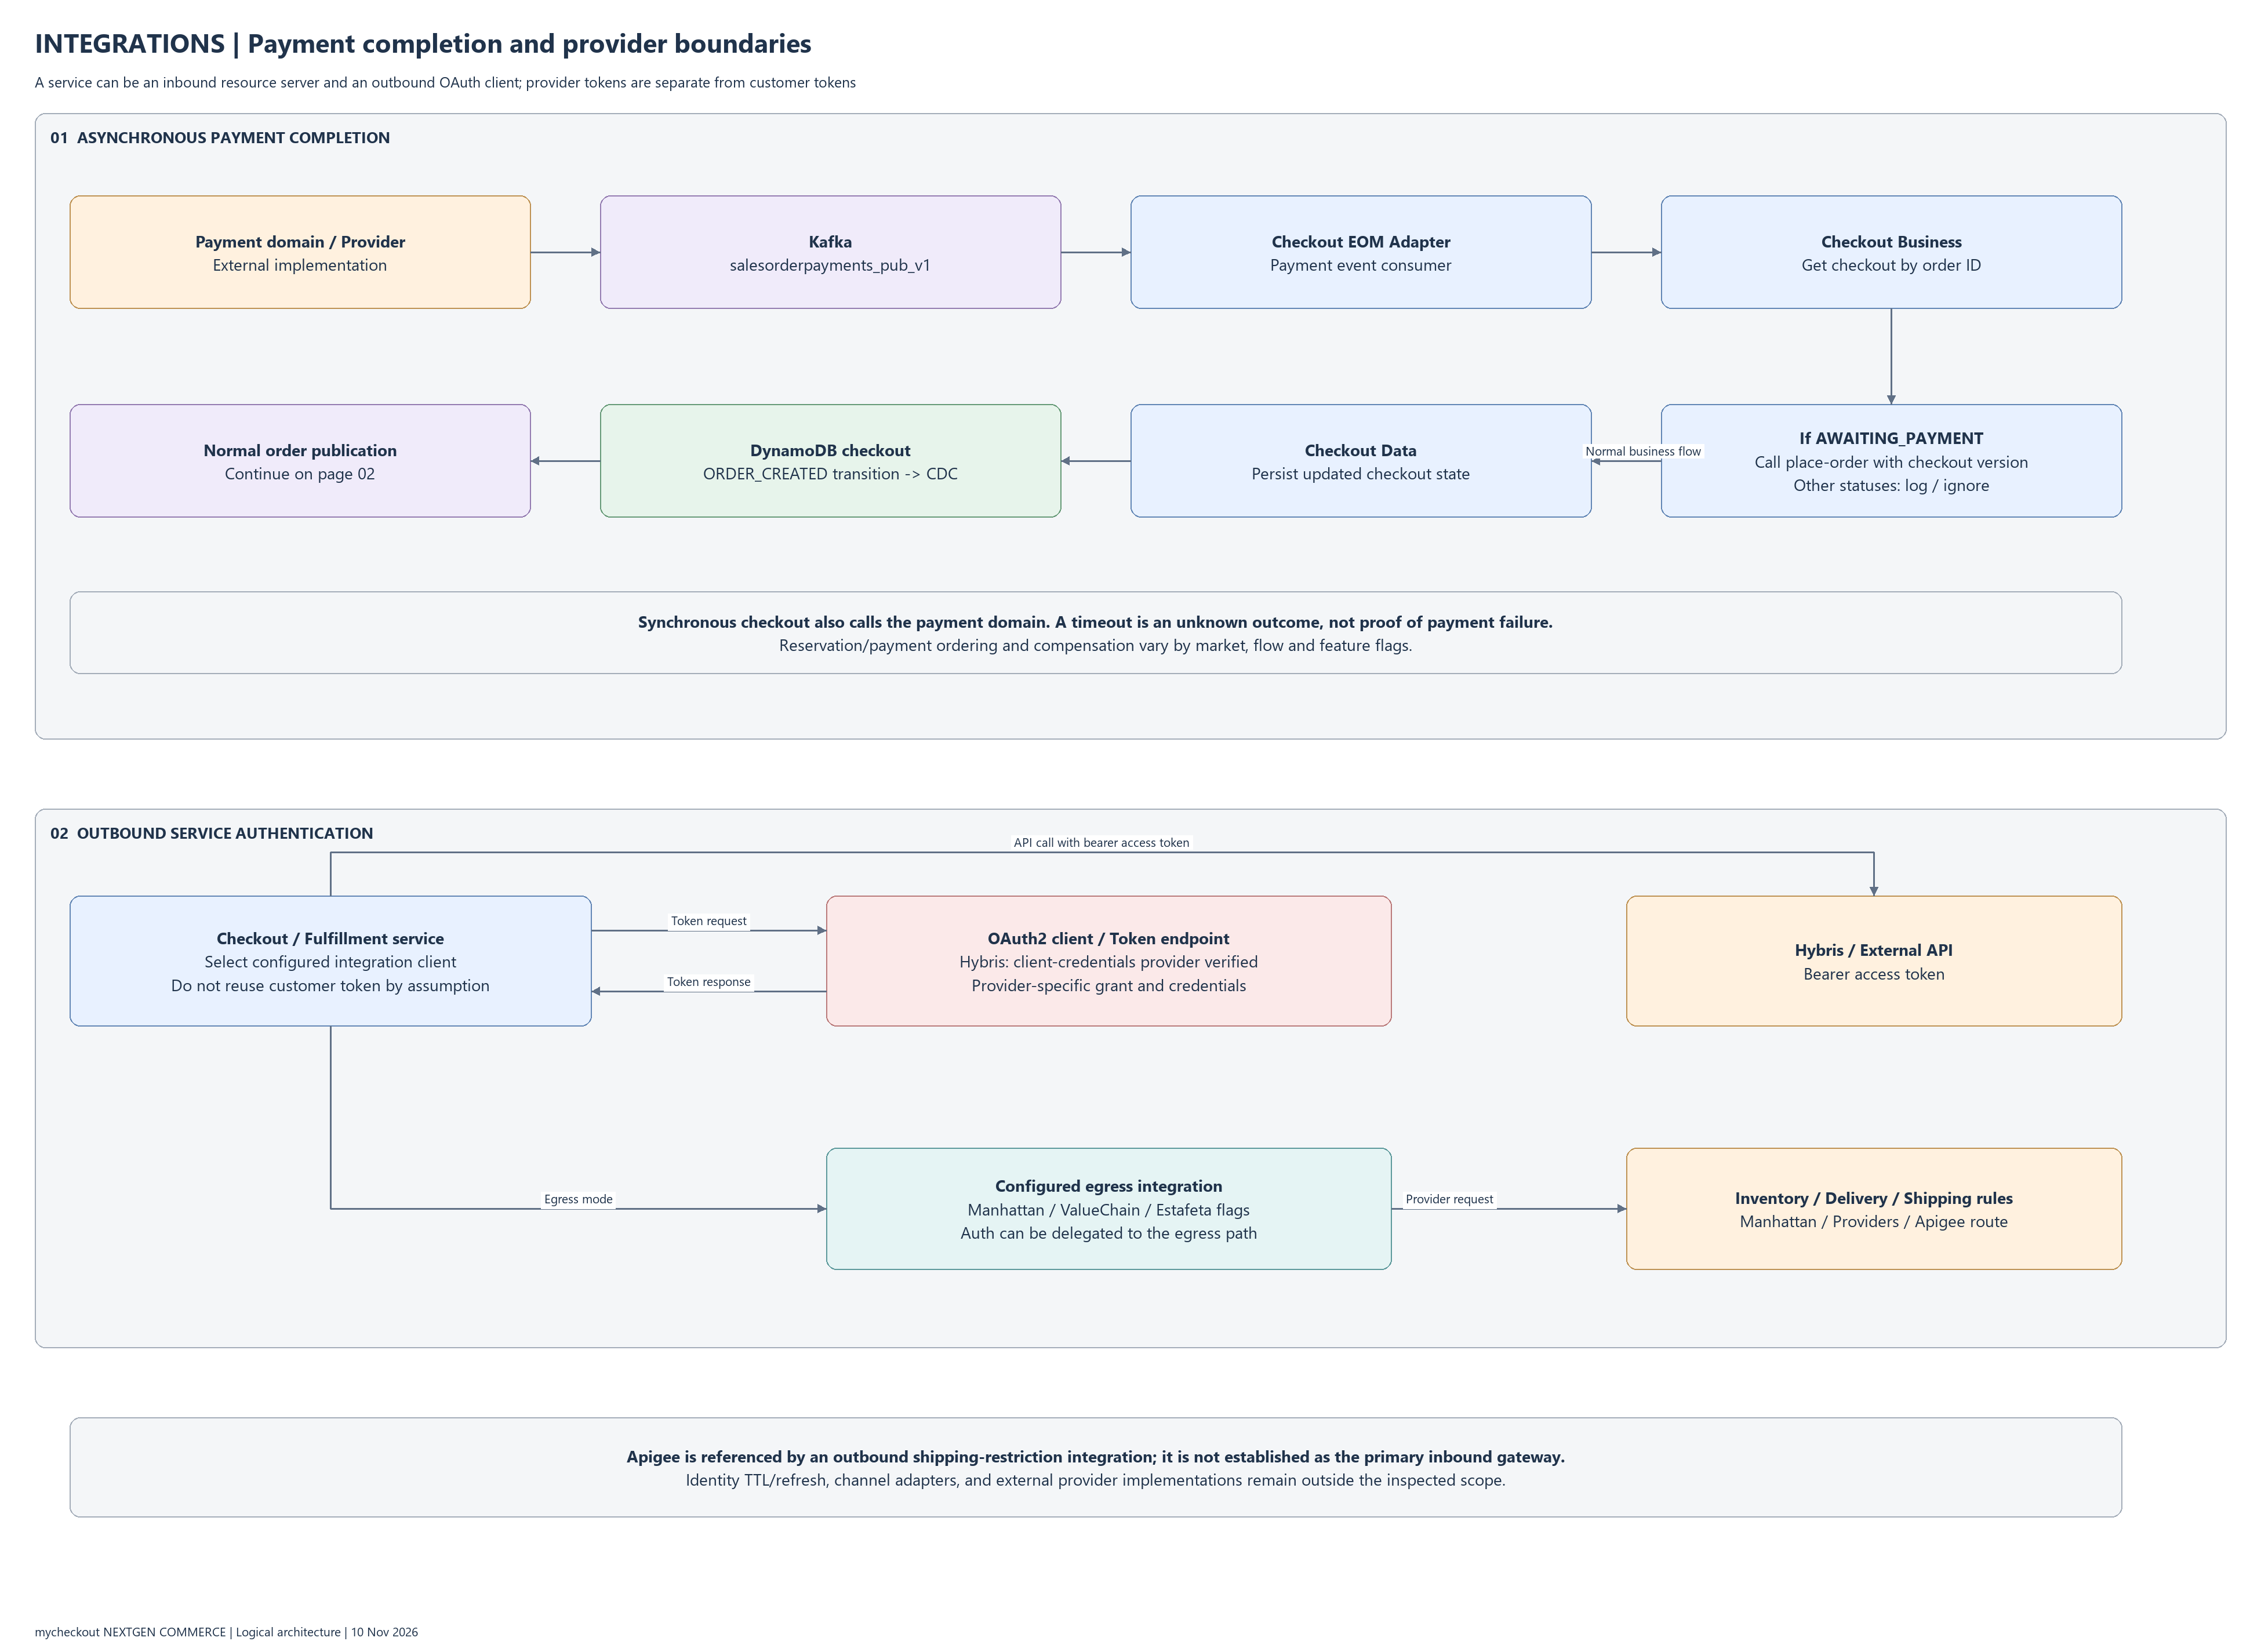 INTEGRATIONS | Payment completion and provider boundaries
A service can be an inbound resource server and an outbound OAuth client; provider tokens are separate from customer tokens
01 ASYNCHRONOUS PAYMENT COMPLETION
Payment domain / Provider
External implementation
Kafka
salesorderpayments_pub_v1
Checkout EOM Adapter
Payment event consumer
Checkout Business
Get checkout by order ID
Normal order publication
Continue on page 02
DynamoDB checkout
ORDER_CREATED transition -> CDC
Checkout Data
Persist updated checkout state
Normal business flow
If AWAITING_PAYMENT
Call place-order with checkout version
Other statuses: log / ignore
Synchronous checkout also calls the payment domain. A timeout is an unknown outcome, not proof of payment failure.
Reservation/payment ordering and compensation vary by market, flow and feature flags.
02 OUTBOUND SERVICE AUTHENTICATION
API call with bearer access token
Checkout / Fulfillment service
Select configured integration client
Do not reuse customer token by assumption
Token request
Token response
OAuth2 client / Token endpoint
Hybris: client-credentials provider verified
Provider-specific grant and credentials
Hybris / External API
Bearer access token
Egress mode
Configured egress integration
Manhattan / ValueChain / Estafeta flags
Auth can be delegated to the egress path
Provider request
Inventory / Delivery / Shipping rules
Manhattan / Providers / Apigee route
Apigee is referenced by an outbound shipping-restriction integration; it is not established as the primary inbound gateway.
Identity TTL/refresh, channel adapters, and external provider implementations remain outside the inspected scope.
mycheckout NEXTGEN COMMERCE | Logical architecture | 10 Nov 2026